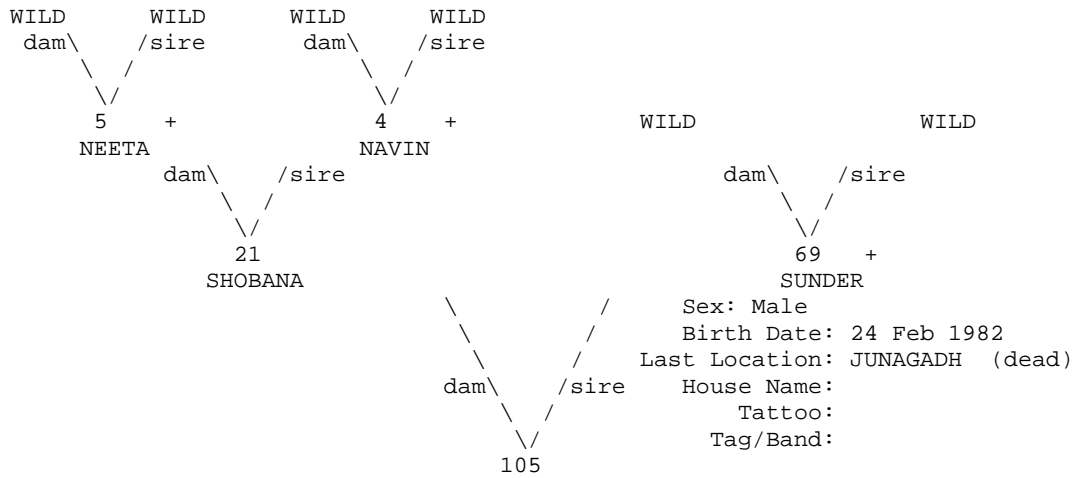 WILD WILD WILD WILD
dam\ /sire dam\ /sire
\ / \ /
\/ \/
5 + 4 + WILD WILD
NEETA NAVIN
dam\ /sire dam\ /sire
\ / \ /
\/ \/
21 69 +
SHOBANA SUNDER
\ / Sex: Male
\ / Birth Date: 24 Feb 1982
\ / Last Location: JUNAGADH (dead)
dam\ /sire House Name:
\ / Tattoo:
\/ Tag/Band:
105